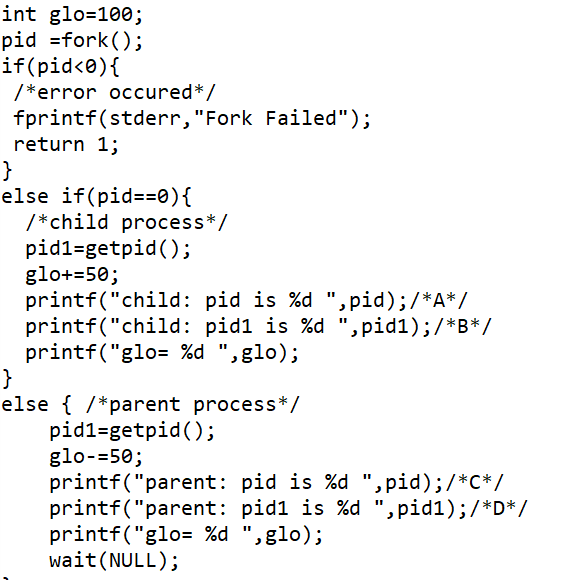 int glo=100;
pid =fork();
if(pid<0){
 /*error occured*/
 fprintf(stderr,"Fork Failed");
 return 1;
}
else if(pid==0){
  /*child process*/
  pid1=getpid();
  glo+=50;
  printf("child: pid is %d ",pid);/*A*/
  printf("child: pid1 is %d ",pid1);/*B*/
  printf("glo= %d ",glo);
}
else { /*parent process*/
    pid1=getpid();
    glo-=50;
    printf("parent: pid is %d ",pid);/*C*/
    printf("parent: pid1 is %d ",pid1);/*D*/
    printf("glo= %d ",glo);
    wait(NULL);